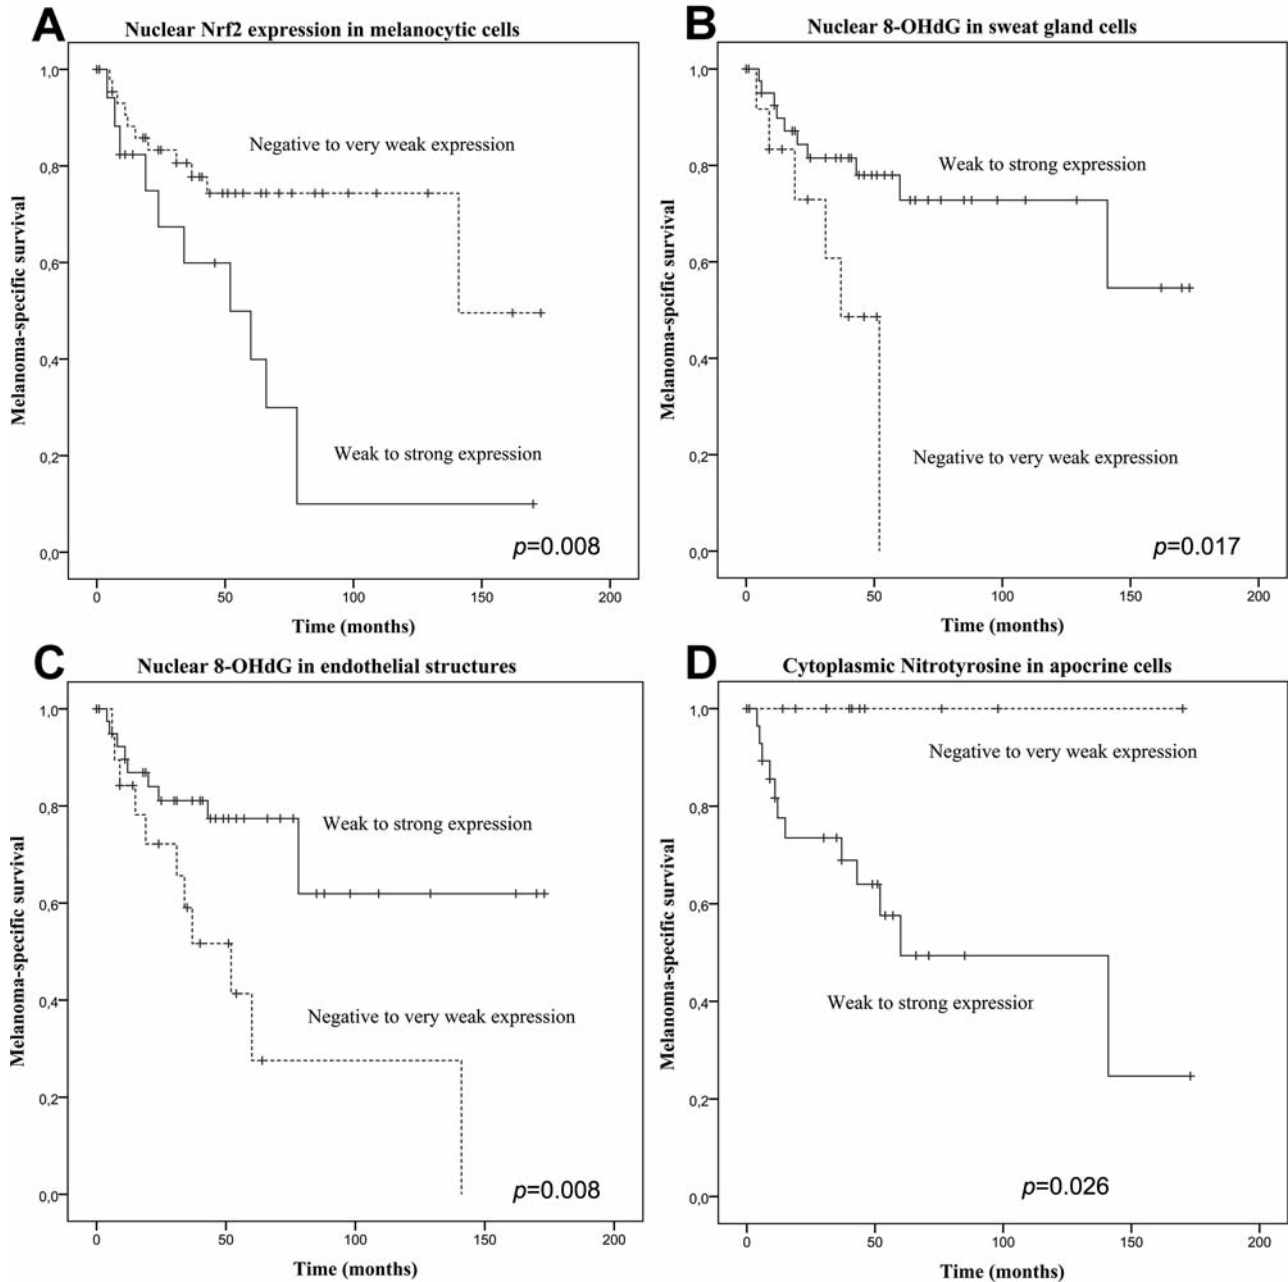 A
Nuclear Nrf2 expression in melanocytic cells
Melanoma-specific survival
1,0
0,8
0,6
0,4
0,2
0,0
Negative to very weak expression
Weak to strong expression
p=0.008
0 50 100 150 200
Time (months)
B
Nuclear 8-OHdG in sweat gland cells
Melanoma-spcific survival
1,0
0,8
0,6
0,4
0,2
0,0
Weak to strong expression
Negative to very weak expression
p=0.017
0 50 100 150 200
Time (months)
C
Nuclear 8-OHdG in endothelial structures
Melanoma-specific survival
1,0
0,8
0,6
0,4
0,2
0,0
Weak to strong expression
Negative to very weak expression
p=0.008
0 50 100 150 200
Time (months)
D
Cytoplasmic Nitrotyrosine in apocrine cells
Melanoma-specific survival
1,0
0,8
0,6
0,4
0,2
0,0
Negative to very weak expression
Weak to strong expression
p=0.026
0 50 100 150 200
Time (months)